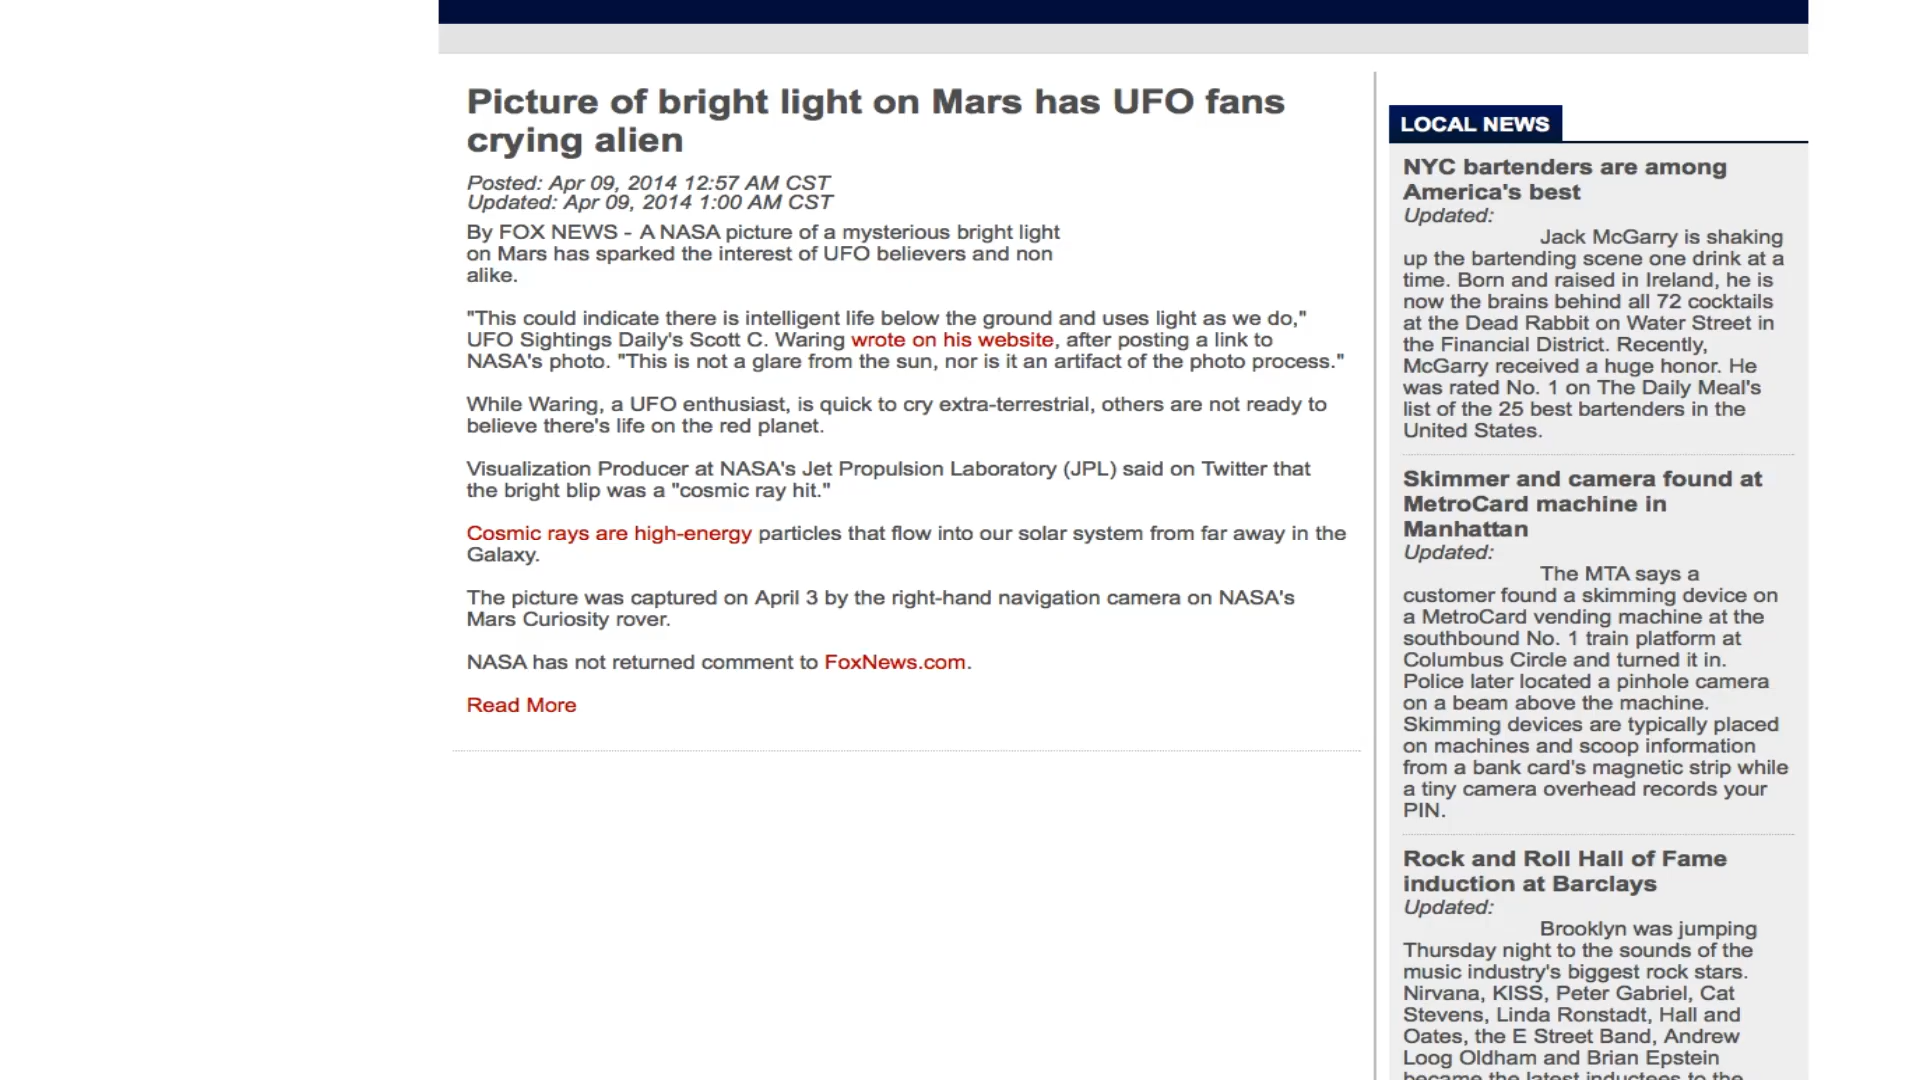 Picture of bright light on Mars has UFO fans
crying alien
Posted: Apr 09, 2014 12:57 AM CST
Updated: Apr 09, 2014 1:00 AM CST
By FOX NEWS - A NASA picture of a mysterious bright light
on Mars has sparked the interest of UFO believers and non
alike.
"This could indicate there is intelligent life below the ground and uses light as we do,"
UFO Sightings Daily's Scott C. Waring wrote on his website, after posting a link to
NASA's photo. "This is not a glare from the sun, nor is it an artifact of the photo process."
While Waring, a UFO enthusiast, is quick to cry extra-terrestrial, others are not ready to
believe there's life on the red planet.
Visualization Producer at NASA's Jet Propulsion Laboratory (JPL) said on Twitter that
the bright blip was a "cosmic ray hit."
Cosmic rays are high-energy particles that flow into our solar system from far away in the
Galaxy.
The picture was captured on April 3 by the right-hand navigation camera on NASA's
Mars Curiosity rover.
NASA has not returned comment to FoxNews.com.
Read More
LOCAL NEWS
NYC bartenders are among
America's best
Updated:
Jack McGarry is shaking
up the bartending scene one drink at a
time. Born and raised in Ireland, he is
now the brains behind all 72 cocktails
at the Dead Rabbit on Water Street in
the Financial District. Recently,
McGarry received a huge honor. He
was rated No. 1 on The Daily Meal's
list of the 25 best bartenders in the
United States.
Skimmer and camera found at
MetroCard machine in
Manhattan
Updated:
The MTA says a
customer found a skimming device on
a MetroCard vending machine at the
southbound No. 1 train platform at
Columbus Circle and turned it in.
Police later located a pinhole camera
on a beam above the machine.
Skimming devices are typically placed
on machines and scoop information
from a bank card's magnetic strip while
a tiny camera overhead records your
PIN.
Rock and Roll Hall of Fame
induction at Barclays
Updated:
Brooklyn was jumping
Thursday night to the sounds of the
music industry's biggest rock stars.
Nirvana, KISS, Peter Gabriel, Cat
Stevens, Linda Ronstadt, Hall and
Oates, the E Street Band, Andrew
Loog Oldham and Brian Epstein
became the latest inductees to the